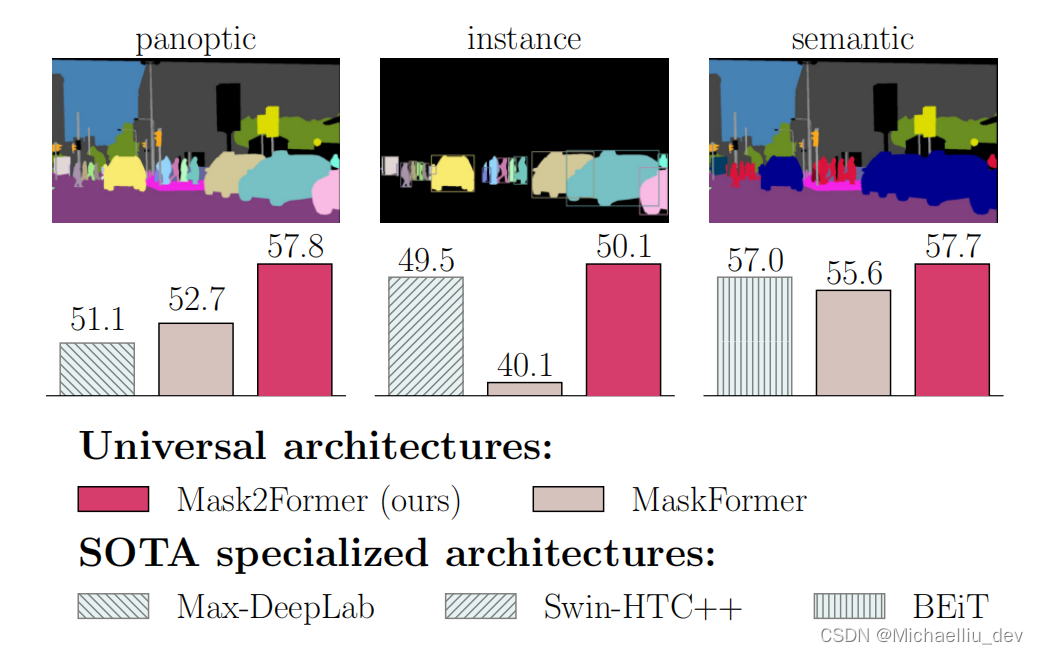 panoptic instance semantic
57.8 50.1 57.7
51.1 52.7 49.5 40.1 57.0 55.6
Universal architectures:
Mask2Former (ours) MaskFormer
SOTA specialized architectures:
Max-DeepLab Swin-HTC++ BEiT
CSDN @Michaelliu_dev